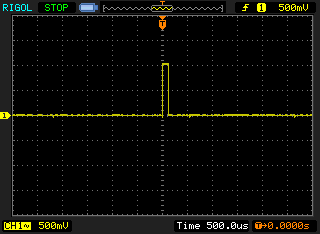 RIGOL STOP T 1 500mV
T
1
CH1 500mV Time 500.0us T→0.0000s